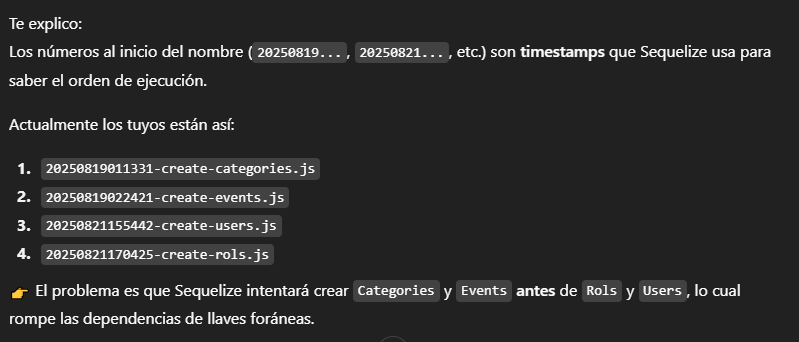 Te explico:
Los números al inicio del nombre (20250819..., 20250821..., etc.) son timestamps que Sequelize usa para
saber el orden de ejecución.
Actualmente los tuyos están así:
1. 20250819011331-create-categories.js
2. 20250819022421-create-events.js
3. 20250821155442-create-users.js
4. 20250821170425-create-rols.js
👉 El problema es que Sequelize intentará crear Categories y Events antes de Rols y Users, lo cual
rompe las dependencias de llaves foráneas.